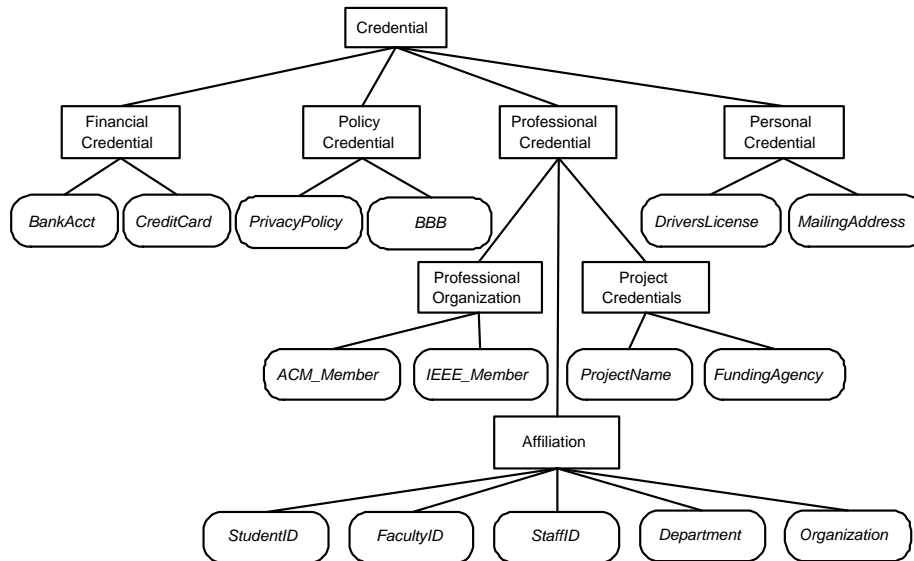 Credential
Financial
Credential
Policy
Credential
Professional
Credential
Personal
Credential
BankAcct
CreditCard
PrivacyPolicy
BBB
DriversLicense
MailingAddress
Professional
Organization
Project
Credentials
ACM_Member
IEEE_Member
ProjectName
FundingAgency
Affiliation
StudentID
FacultyID
StaffID
Department
Organization